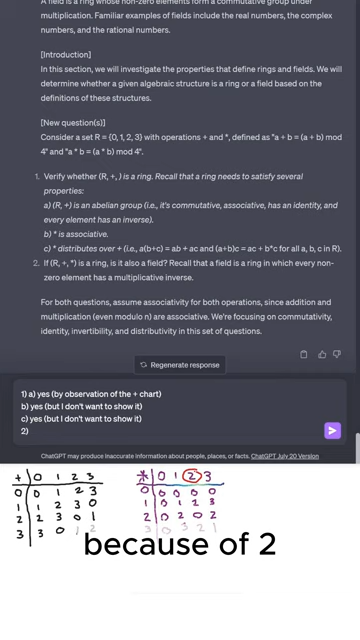 A field is a ring whose non-zero elements form a commutative group under
multiplication. Familiar examples of fields include the real numbers, the complex
numbers, and the rational numbers.
[Introduction]
In this section, we will investigate the properties that define rings and fields. We will
determine whether a given algebraic structure is a ring or a field based on the
definitions of these structures.
[New question(s)]
Consider a set R = {0, 1, 2, 3} with operations + and *, defined as "a + b = (a + b) mod
4" and "a * b = (a * b) mod 4".
1. Verify whether (R, +, ) is a ring. Recall that a ring needs to satisfy several
properties:
a) (R, +) is an abelian group (i.e., it's commutative, associative, has an identity, and
every element has an inverse).
b) * is associative.
c) * distributes over + (i.e., a(b+c) = ab + ac and (a+b)c = ac + b*c for all a, b, c in R).
2. If (R, +, *) is a ring, is it also a field? Recall that a field is a ring in which every non-
zero element has a multiplicative inverse.
For both questions, assume associativity for both operations, since addition and
multiplication (even modulo n) are associative. We're focusing on commutativity,
identity, invertibility, and distributivity in this set of questions.
Regenerate response
1) a) yes (by observation of the + chart)
b) yes (but I don't want to show it)
c) yes (but I don't want to show it)
2)
ChatGPT may produce inaccurate information about people, places, or facts. ChatGPT July 20 Version
+ 0 1 2 3
0 0 1 2 3
1 1 2 3 0
2 2 3 0 1
3 3 0 1 2
* 0 1 2 3
0 0 0 0 0
1 0 1 2 3
2 0 2 0 2
3 0 3 2 1
because of 2